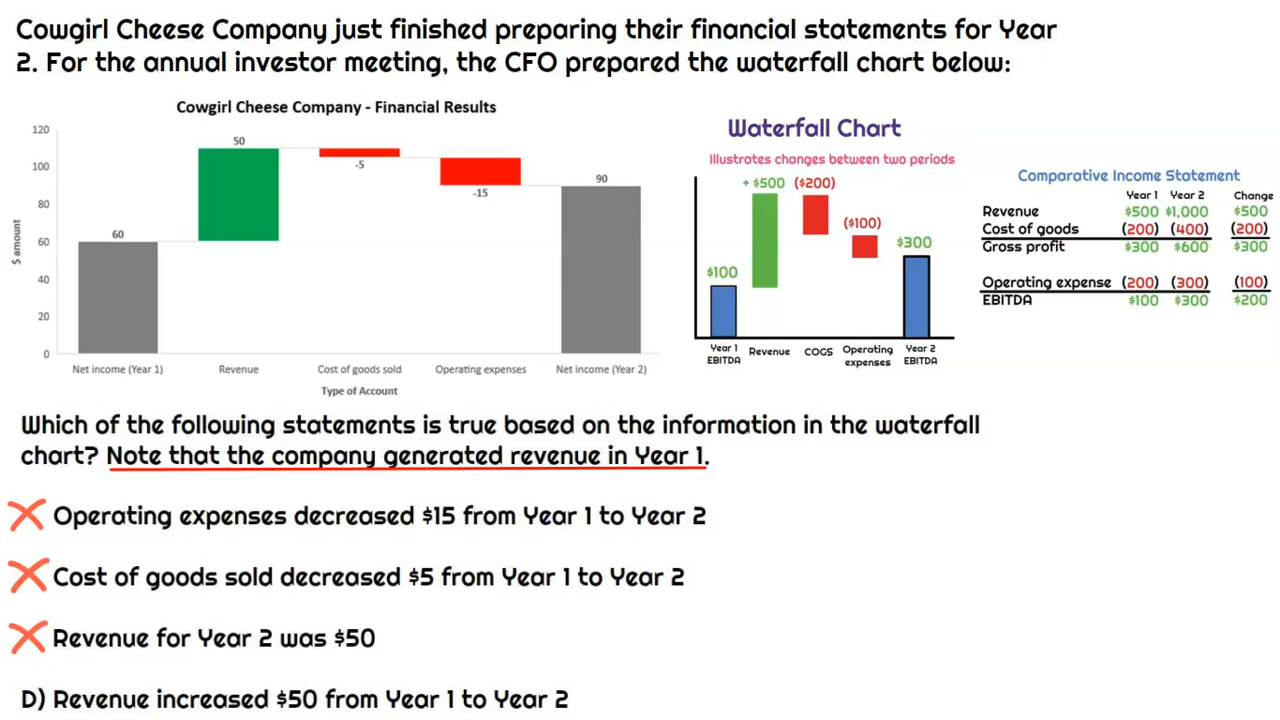 Cowgirl Cheese Company just finished preparing their financial statements for Year
2. For the annual investor meeting, the CFO prepared the waterfall chart below:
Cowgirl Cheese Company - Financial Results
120
100
80
60
40
20
0
$ amount
60
50
-5
-15
90
Net income (Year 1)
Revenue
Cost of goods sold
Operating expenses
Net income (Year 2)
Type of Account
Waterfall Chart
Illustrates changes between two periods
+ $500
($200)
($100)
$300
$100
Year 1
EBITDA
Revenue
COGS
Operating
expenses
Year 2
EBITDA
Comparative Income Statement
Year 1 Year 2 Change
Revenue $500 $1,000 $500
Cost of goods (200) (400) (200)
Gross profit $300 $600 $300
Operating expense (200) (300) (100)
EBITDA $100 $300 $200
Which of the following statements is true based on the information in the waterfall
chart? Note that the company generated revenue in Year 1.
Operating expenses decreased $15 from Year 1 to Year 2
Cost of goods sold decreased $5 from Year 1 to Year 2
Revenue for Year 2 was $50
D) Revenue increased $50 from Year 1 to Year 2